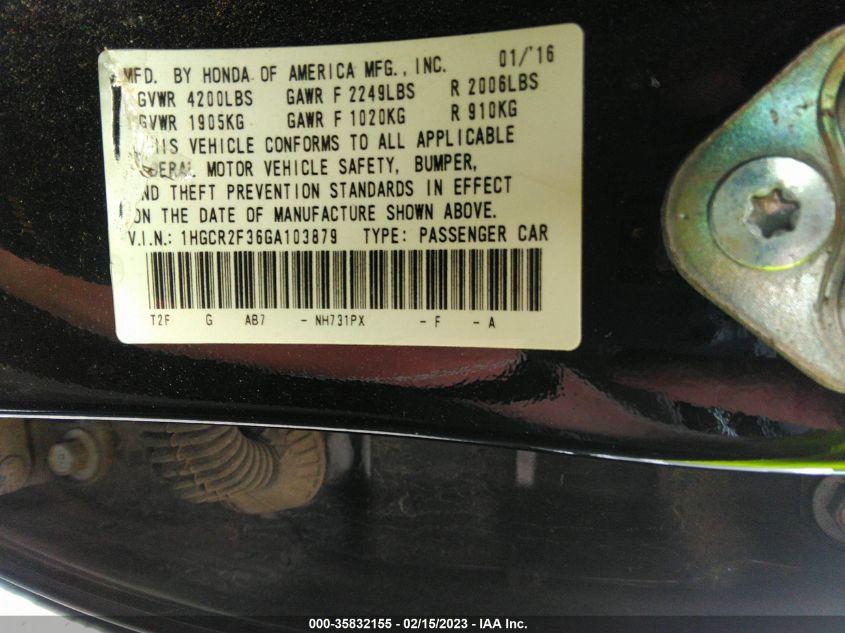 01/'16
MFD. BY HONDA OF AMERICA MFG., INC.
GVWR 4200LBS GAWR F 2249LBS R 2006LBS
GVWR 1905KG GAWR F 1020KG R 910KG
THIS VEHICLE CONFORMS TO ALL APPLICABLE
FEDERAL MOTOR VEHICLE SAFETY, BUMPER,
AND THEFT PREVENTION STANDARDS IN EFFECT
ON THE DATE OF MANUFACTURE SHOWN ABOVE.
V.I.N.: 1HGCR2F36GA103879 TYPE: PASSENGER CAR
T2F G AB7 - NH731PX - F - A
000-35832155 - 02/15/2023 - IAA Inc.